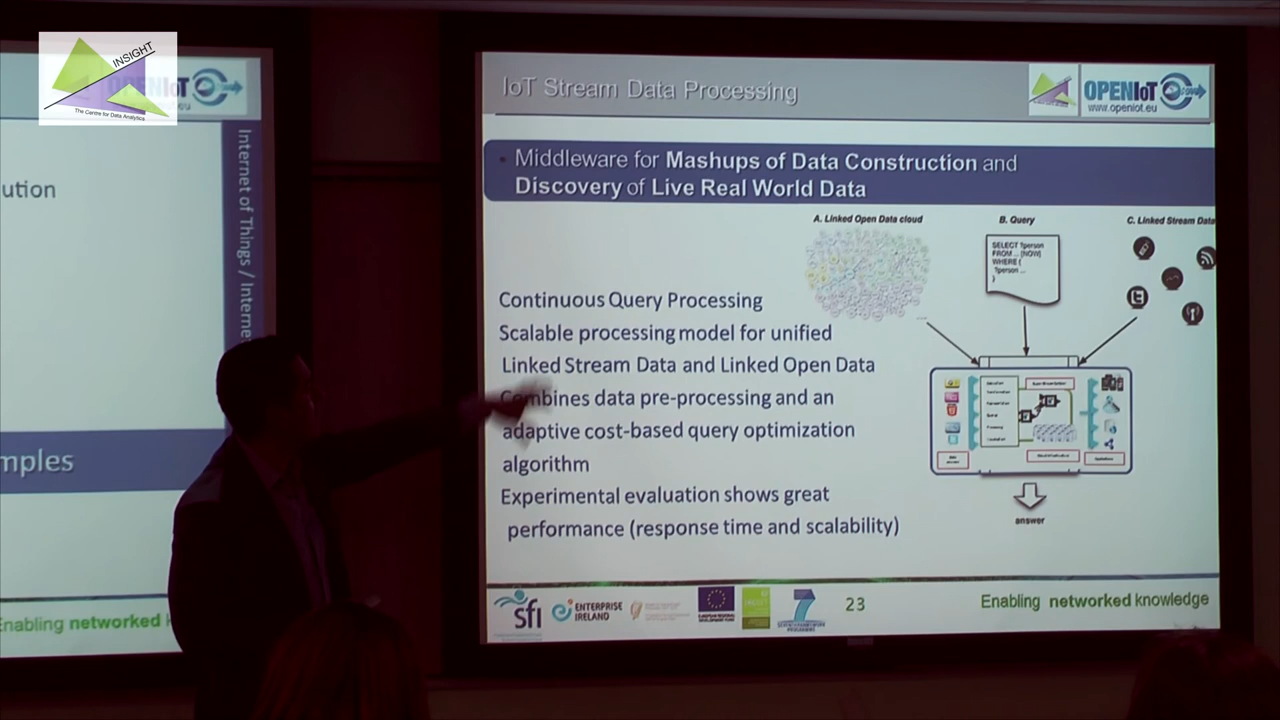 INSIGHT
The Centre for Data Analytics
ution
Internet of Things / Interne
mples
Enabling networked k
IoT Stream Data Processing
OPENIoT
www.openiot.eu
• Middleware for Mashups of Data Construction and
Discovery of Live Real World Data
A. Linked Open Data cloud
B. Query
C. Linked Stream Data
SELECT ?person
FROM ... [NOW]
WHERE {
?person ...
}
Continuous Query Processing
Scalable processing model for unified
Linked Stream Data and Linked Open Data
Combines data pre-processing and an
adaptive cost-based query optimization
algorithm
Experimental evaluation shows great
performance (response time and scalability)
answer
sfi
ENTERPRISE
IRELAND
7
23
Enabling networked knowledge